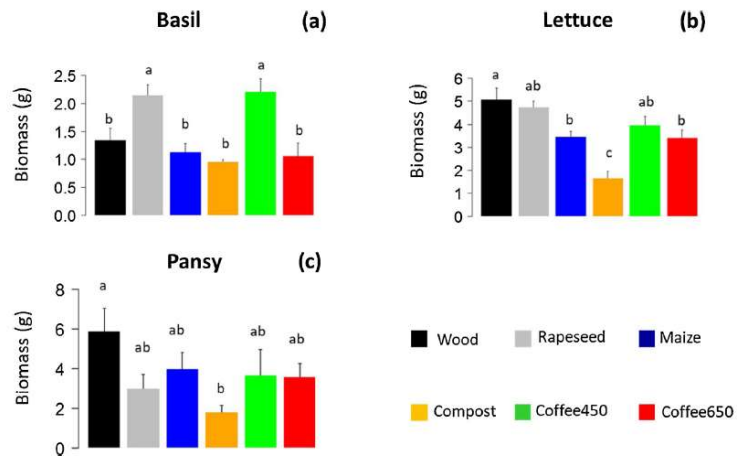 Basil (a)
Biomass (g)
2.5
2.0
1.5
1.0
0.5
0.0
b a b b a b
Lettuce (b)
Biomass (g)
6
5
4
3
2
1
0
a ab b c ab b
Pansy (c)
Biomass (g)
8
6
4
2
0
a ab ab b ab ab
Wood Rapeseed Maize
Compost Coffee450 Coffee650